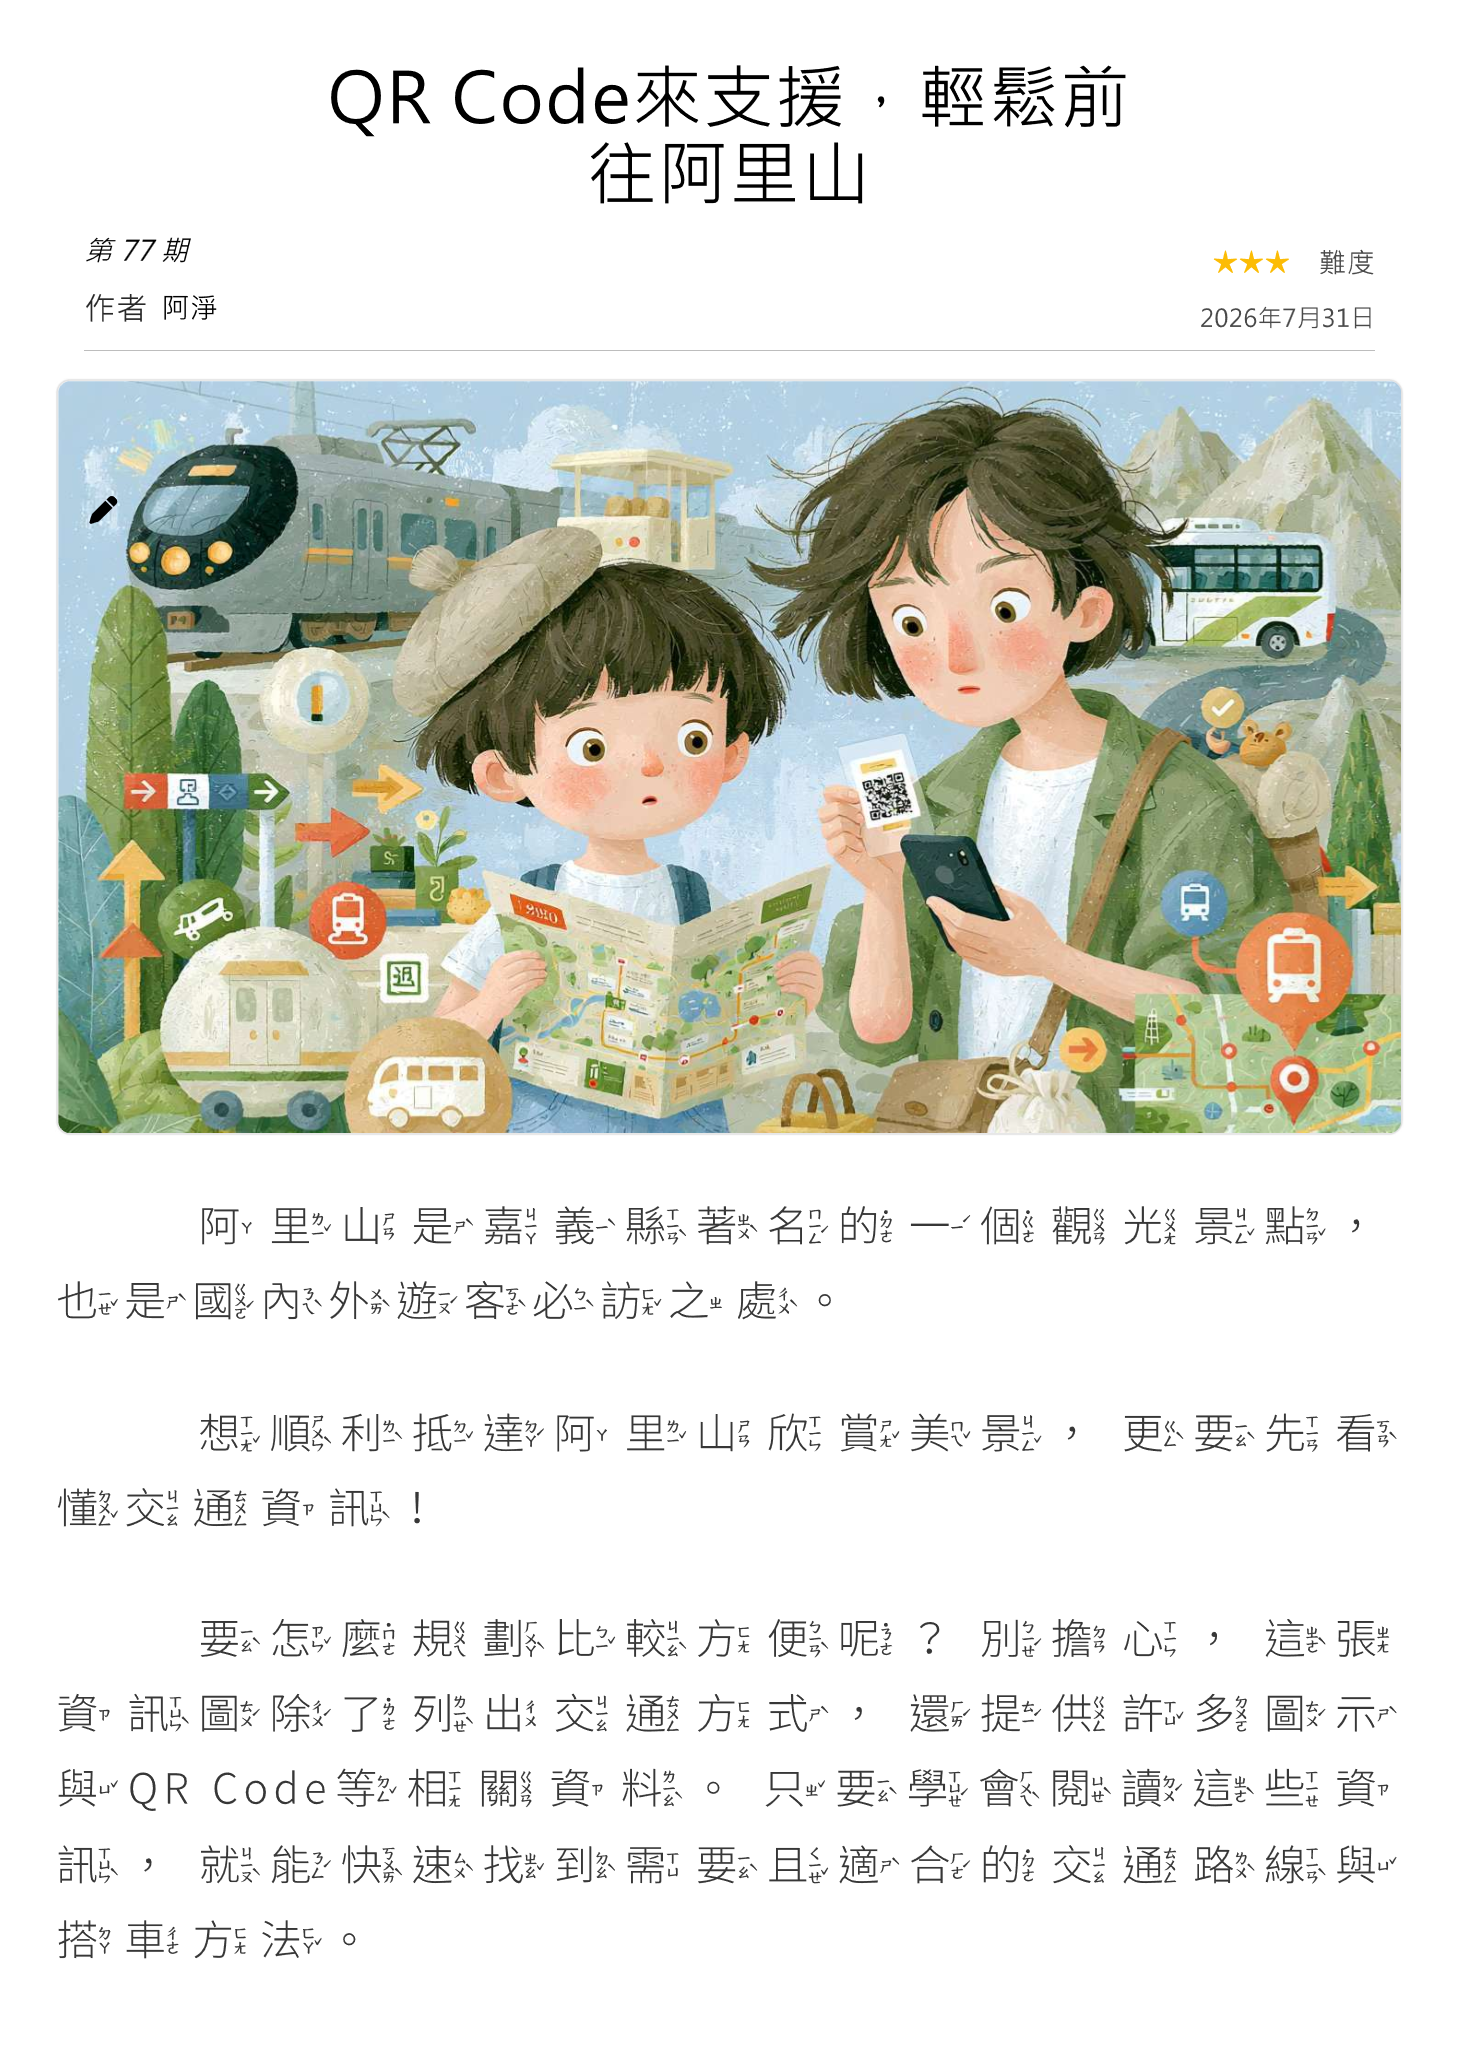 QR Code來支援，輕鬆前
往阿里山
第 77 期
★★★ 難度
作者 阿淨
2026年7月31日
阿里山是嘉義縣著名的一個觀光景點，
也是國內外遊客必訪之處。
想順利抵達阿里山欣賞美景，更要先看
懂交通資訊！
要怎麼規劃比較方便呢？別擔心，這張
資訊圖除了列出交通方式，還提供許多圖示
與QR Code等相關資料。只要學會閱讀這些資
訊，就能快速找到需要且適合的交通路線與
搭車方法。